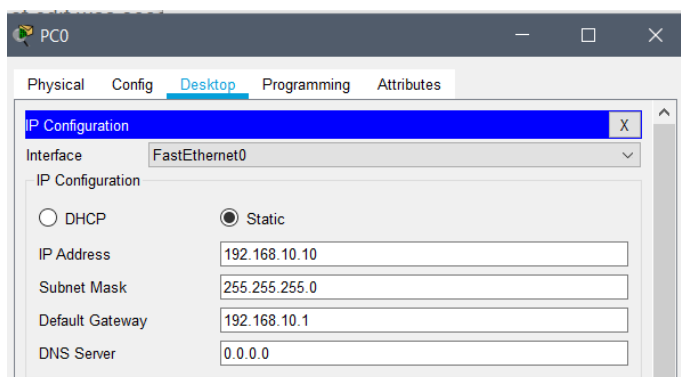 PC0
Physical Config Desktop Programming Attributes
IP Configuration X
Interface FastEthernet0
IP Configuration
DHCP Static
IP Address 192.168.10.10
Subnet Mask 255.255.255.0
Default Gateway 192.168.10.1
DNS Server 0.0.0.0